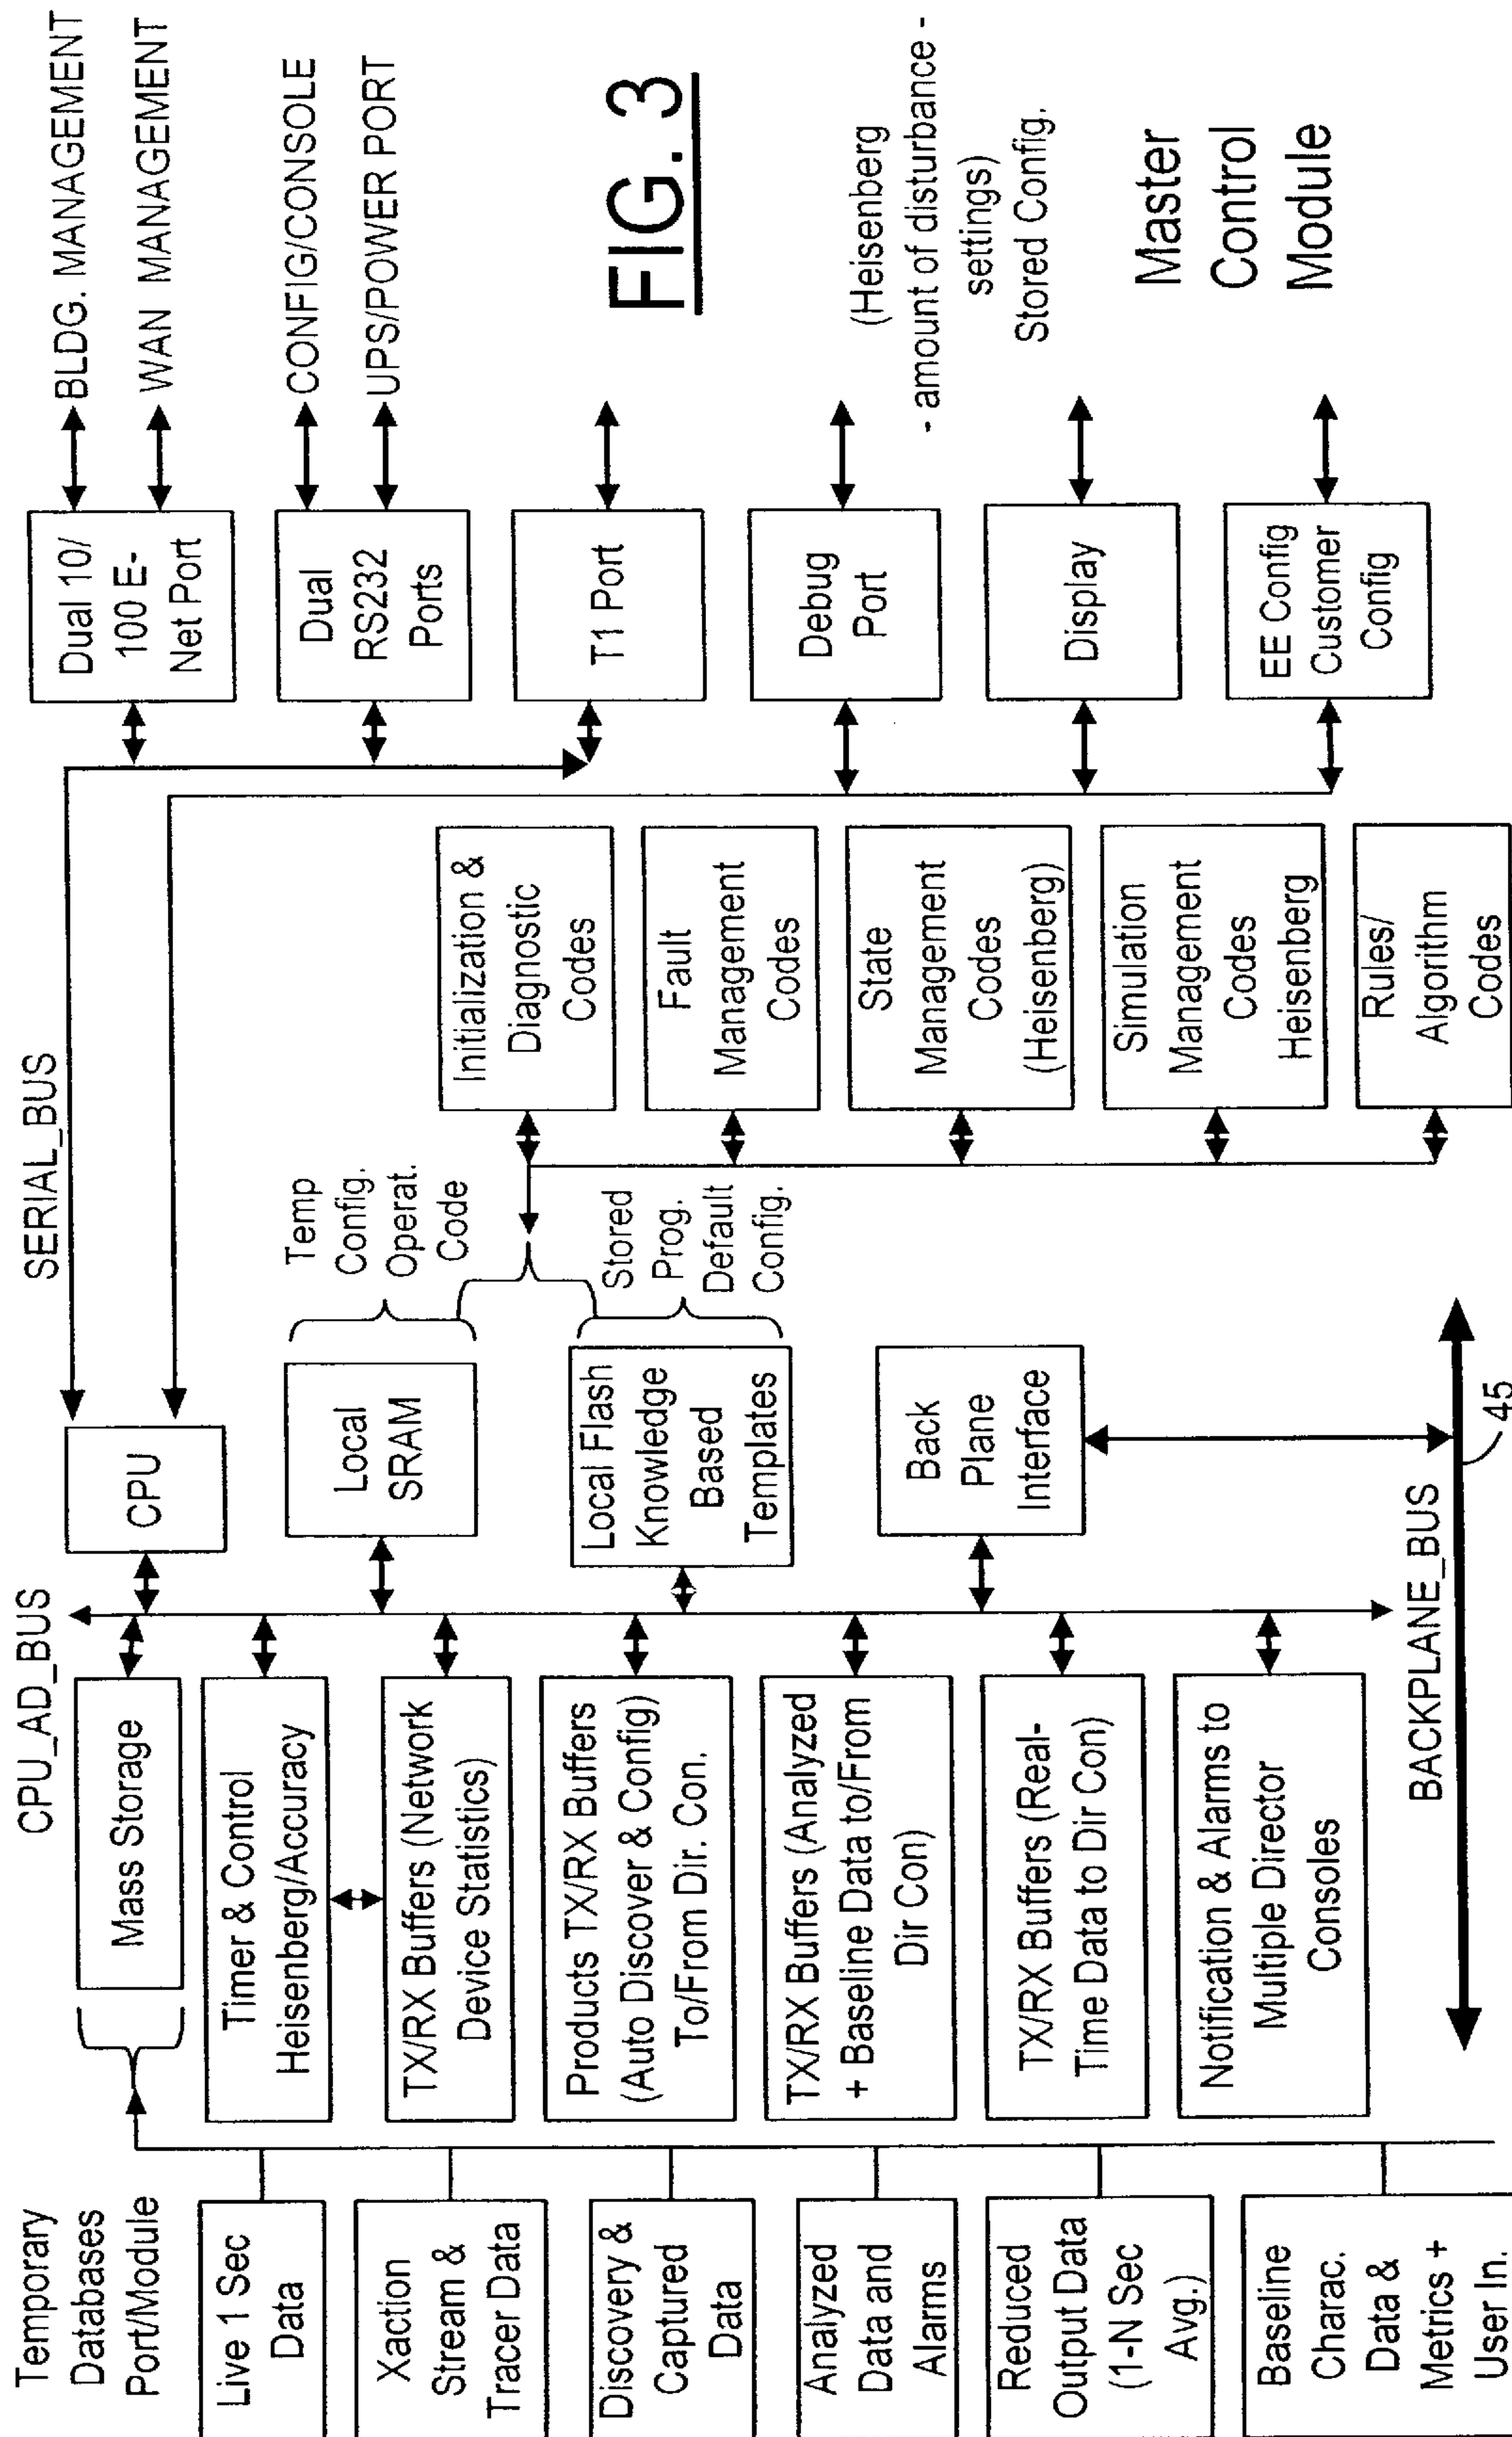 Temporary
Databases
Port/Module
Live 1 Sec
Data
Xaction
Stream &
Tracer Data
Discovery &
Captured
Data
Analyzed
Data and
Alarms
Reduced
Output Data
(1-N Sec
Avg.)
Baseline
Charac.
Data &
Metrics +
User In.
CPU_AD_BUS
Mass Storage
Timer & Control
Heisenberg/Accuracy
TX/RX Buffers (Network
Device Statistics)
Products TX/RX Buffers
(Auto Discover & Config)
To/From Dir. Con.
TX/RX Buffers (Analyzed
+ Baseline Data to/From
Dir Con)
TX/RX Buffers (Real-
Time Data to Dir Con)
Notification & Alarms to
Multiple Director
Consoles
BACKPLANE_BUS
45
CPU
Local
SRAM
Local Flash
Knowledge
Based
Templates
Back
Plane
Interface
SERIAL_BUS
Temp
Config.
Operat.
Code
Stored
Prog.
Default
Config.
Initialization &
Diagnostic
Codes
Fault
Management
Codes
State
Management
Codes
(Heisenberg)
Simulation
Management
Codes
Heisenberg
Rules/
Algorithm
Codes
Dual 10/
100 E-
Net Port
Dual
RS232
Ports
T1 Port
Debug
Port
Display
EE Config
Customer
Config
BLDG. MANAGEMENT
WAN MANAGEMENT
CONFIG/CONSOLE
UPS/POWER PORT
FIG. 3
(Heisenberg
- amount of disturbance -
settings)
Stored Config.
Master
Control
Module